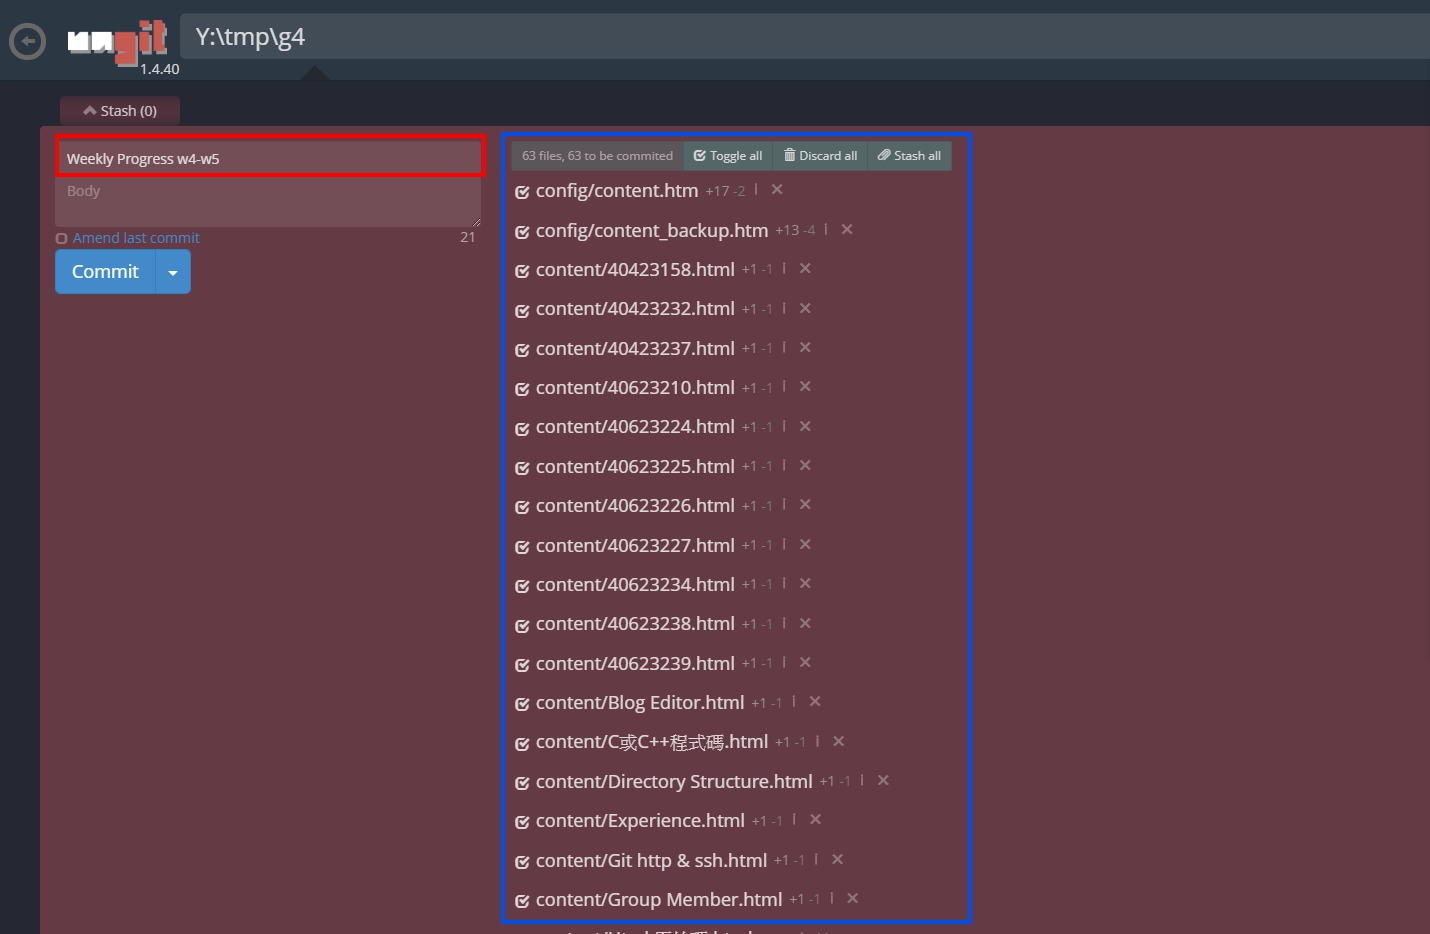 ungit
1.4.40
Y:\tmp\g4
Stash (0)
Weekly Progress w4-w5
Body
Amend last commit
21
Commit
63 files, 63 to be commited Toggle all Discard all Stash all
config/content.htm +17 -2
config/content_backup.htm +13 -4
content/40423158.html +1 -1
content/40423232.html +1 -1
content/40423237.html +1 -1
content/40623210.html +1 -1
content/40623224.html +1 -1
content/40623225.html +1 -1
content/40623226.html +1 -1
content/40623227.html +1 -1
content/40623234.html +1 -1
content/40623238.html +1 -1
content/40623239.html +1 -1
content/Blog Editor.html +1 -1
content/C或C++程式碼.html +1 -1
content/Directory Structure.html +1 -1
content/Experience.html +1 -1
content/Git http & ssh.html +1 -1
content/Group Member.html +1 -1